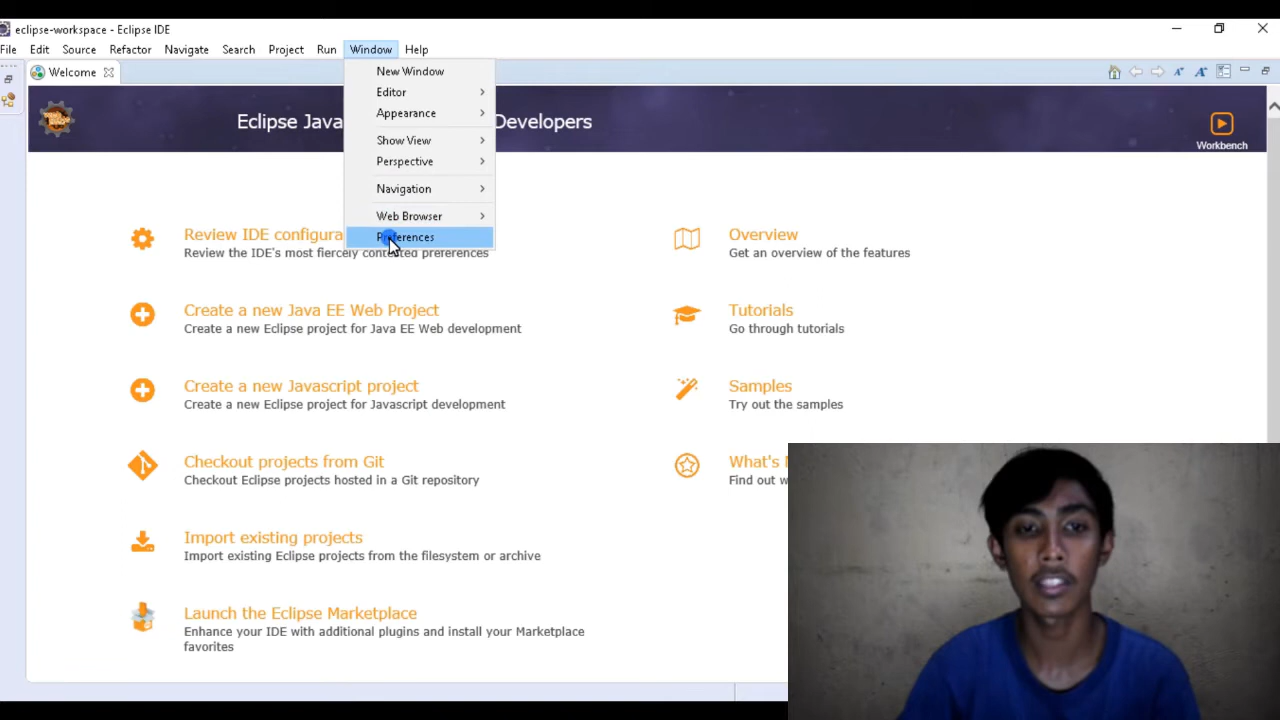 eclipse-workspace - Eclipse IDE
File Edit Source Refactor Navigate Search Project Run Window Help
Welcome
New Window
Editor
Appearance
Show View
Perspective
Navigation
Web Browser
Preferences
Eclipse Java Developers
Workbench
Review IDE
Review the IDE's most fiercely contested preferences
Create a new Java EE Web Project
Create a new Eclipse project for Java EE Web development
Create a new Javascript project
Create a new Eclipse project for Javascript development
Checkout projects from Git
Checkout Eclipse projects hosted in a Git repository
Import existing projects
Import existing Eclipse projects from the filesystem or archive
Launch the Eclipse Marketplace
Enhance your IDE with additional plugins and install your Marketplace
favorites
Overview
Get an overview of the features
Tutorials
Go through tutorials
Samples
Try out the samples
What's
Find out